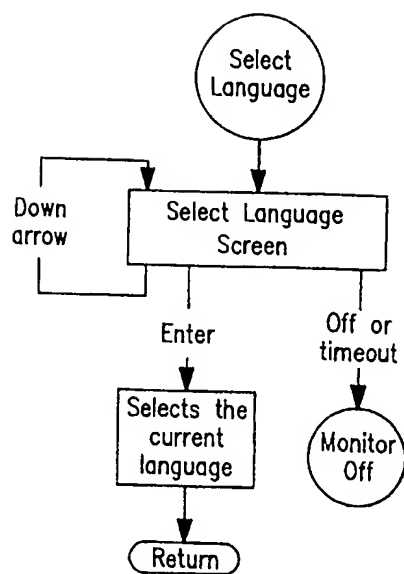 Select
Language
Down
arrow
Select Language
Screen
Enter
Off or
timeout
Selects the
current
language
Monitor
Off
Return